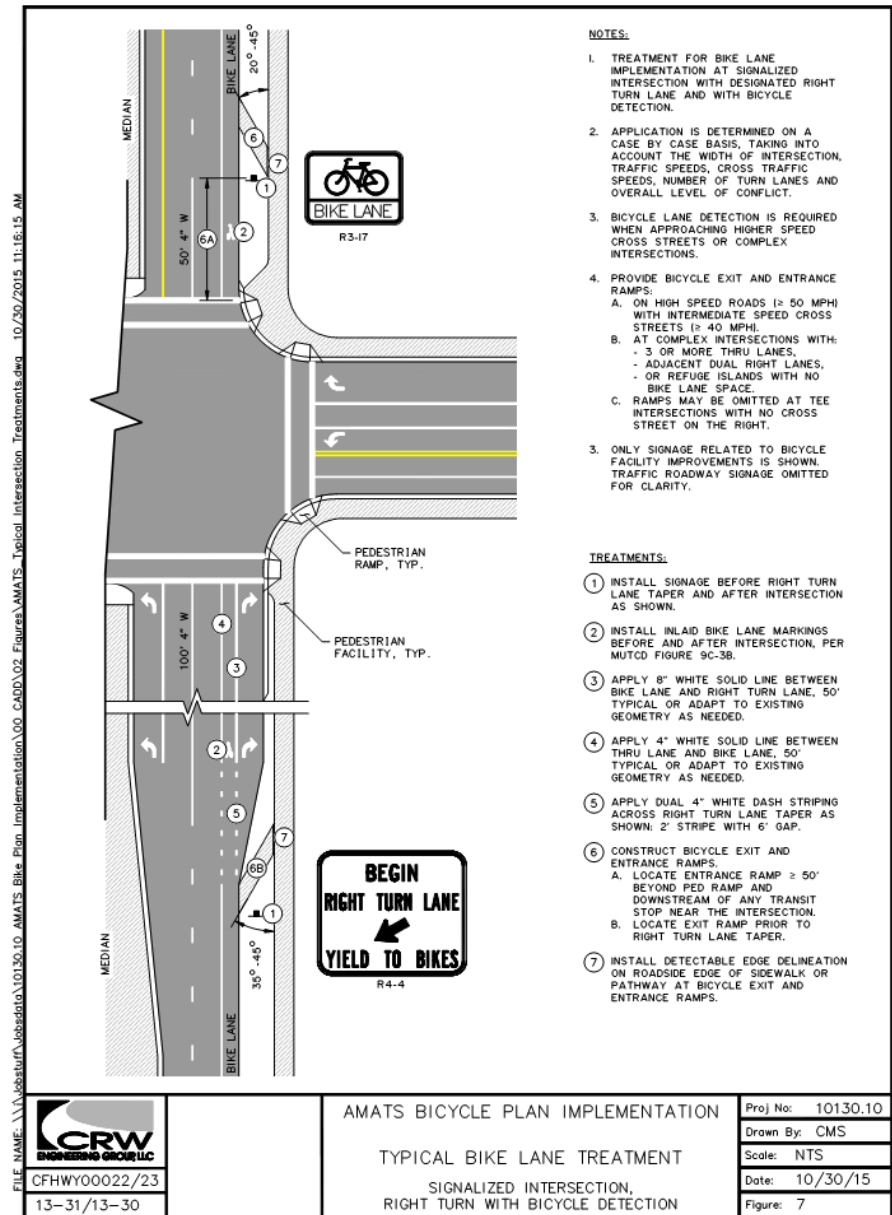 FILE NAME: \\i\Jobstuff\Jobsdata\10130.10 AMATS Bike Plan Implementation\00 CADD\02 Figures\AMATS_Typical Intersection Treatments.dwg 10/30/2015 11:16:15 AM
MEDIAN
BIKE LANE
20°-45°
6
7
1
6A
50' 4" W
2
BIKE LANE
R3-17
PEDESTRIAN
RAMP, TYP.
PEDESTRIAN
FACILITY, TYP.
100' 4" W
4
3
2
5
7
6B
1
35°-45°
MEDIAN
BIKE LANE
BEGIN
RIGHT TURN LANE
YIELD TO BIKES
R4-4
NOTES:
1. TREATMENT FOR BIKE LANE
IMPLEMENTATION AT SIGNALIZED
INTERSECTION WITH DESIGNATED RIGHT
TURN LANE AND WITH BICYCLE
DETECTION.
2. APPLICATION IS DETERMINED ON A
CASE BY CASE BASIS, TAKING INTO
ACCOUNT THE WIDTH OF INTERSECTION,
TRAFFIC SPEEDS, CROSS TRAFFIC
SPEEDS, NUMBER OF TURN LANES AND
OVERALL LEVEL OF CONFLICT.
3. BICYCLE LANE DETECTION IS REQUIRED
WHEN APPROACHING HIGHER SPEED
CROSS STREETS OR COMPLEX
INTERSECTIONS.
4. PROVIDE BICYCLE EXIT AND ENTRANCE
RAMPS:
A. ON HIGH SPEED ROADS (≥ 50 MPH)
WITH INTERMEDIATE SPEED CROSS
STREETS (≥ 40 MPH).
B. AT COMPLEX INTERSECTIONS WITH:
- 3 OR MORE THRU LANES,
- ADJACENT DUAL RIGHT LANES,
- OR REFUGE ISLANDS WITH NO
BIKE LANE SPACE.
C. RAMPS MAY BE OMITTED AT TEE
INTERSECTIONS WITH NO CROSS
STREET ON THE RIGHT.
3. ONLY SIGNAGE RELATED TO BICYCLE
FACILITY IMPROVEMENTS IS SHOWN.
TRAFFIC ROADWAY SIGNAGE OMITTED
FOR CLARITY.
TREATMENTS:
1 INSTALL SIGNAGE BEFORE RIGHT TURN
LANE TAPER AND AFTER INTERSECTION
AS SHOWN.
2 INSTALL INLAID BIKE LANE MARKINGS
BEFORE AND AFTER INTERSECTION, PER
MUTCD FIGURE 9C-3B.
3 APPLY 8" WHITE SOLID LINE BETWEEN
BIKE LANE AND RIGHT TURN LANE, 50'
TYPICAL OR ADAPT TO EXISTING
GEOMETRY AS NEEDED.
4 APPLY 4" WHITE SOLID LINE BETWEEN
THRU LANE AND BIKE LANE, 50'
TYPICAL OR ADAPT TO EXISTING
GEOMETRY AS NEEDED.
5 APPLY DUAL 4" WHITE DASH STRIPING
ACROSS RIGHT TURN LANE TAPER AS
SHOWN: 2' STRIPE WITH 6' GAP.
6 CONSTRUCT BICYCLE EXIT AND
ENTRANCE RAMPS.
A. LOCATE ENTRANCE RAMP ≥ 50'
BEYOND PED RAMP AND
DOWNSTREAM OF ANY TRANSIT
STOP NEAR THE INTERSECTION.
B. LOCATE EXIT RAMP PRIOR TO
RIGHT TURN LANE TAPER.
7 INSTALL DETECTABLE EDGE DELINEATION
ON ROADSIDE EDGE OF SIDEWALK OR
PATHWAY AT BICYCLE EXIT AND
ENTRANCE RAMPS.
CRW
ENGINEERING GROUP, LLC
CFHWY00022/23
13-31/13-30
AMATS BICYCLE PLAN IMPLEMENTATION
TYPICAL BIKE LANE TREATMENT
SIGNALIZED INTERSECTION,
RIGHT TURN WITH BICYCLE DETECTION
Proj No: 10130.10
Drawn By: CMS
Scale: NTS
Date: 10/30/15
Figure: 7